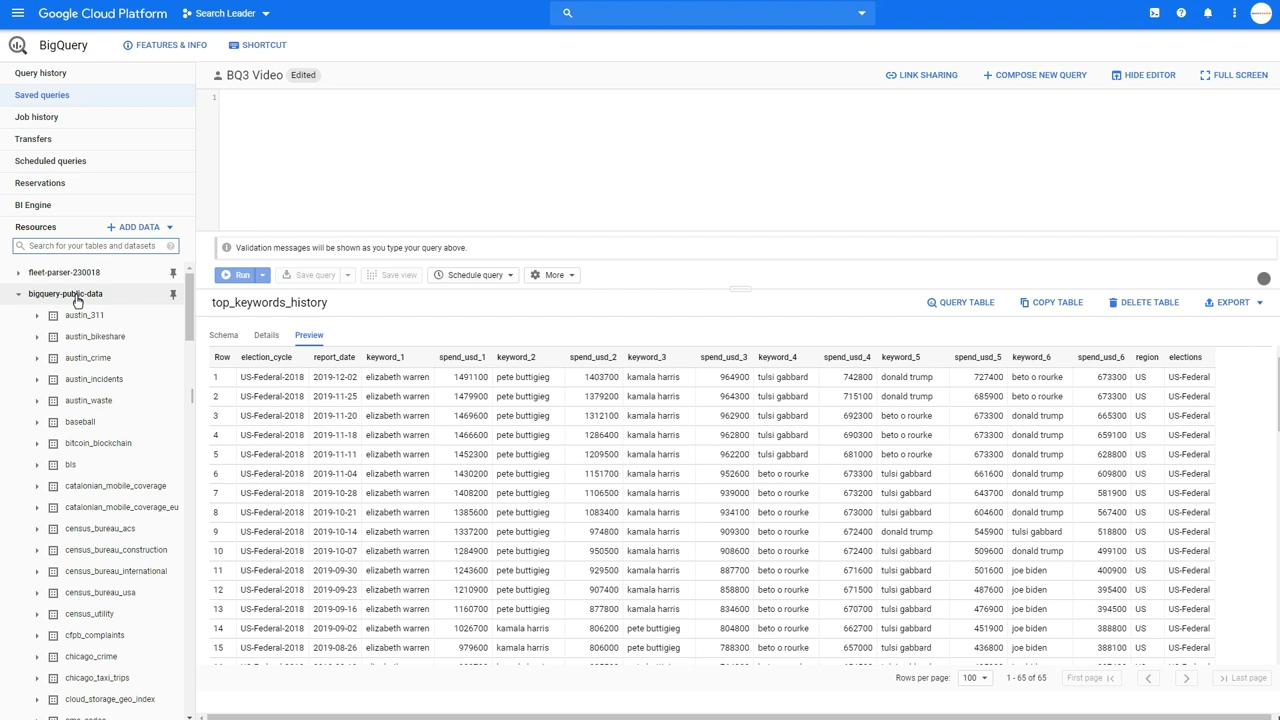 Google Cloud Platform Search Leader
BigQuery FEATURES & INFO SHORTCUT
Query history
Saved queries
Job history
Transfers
Scheduled queries
Reservations
BI Engine
Resources ADD DATA
Search for your tables and datasets
fleet-parser-230018
bigquery-public-data
austin_311
austin_bikeshare
austin_crime
austin_incidents
austin_waste
baseball
bitcoin_blockchain
bls
catalonian_mobile_coverage
catalonian_mobile_coverage_eu
census_bureau_acs
census_bureau_construction
census_bureau_international
census_bureau_usa
census_utility
cfpb_complaints
chicago_crime
chicago_taxi_trips
cloud_storage_geo_index
BQ3 Video Edited LINK SHARING COMPOSE NEW QUERY HIDE EDITOR FULL SCREEN
1
Validation messages will be shown as you type your query above.
Run Save query Save view Schedule query More
top_keywords_history QUERY TABLE COPY TABLE DELETE TABLE EXPORT
Schema Details Preview
Row election_cycle report_date keyword_1 spend_usd_1 keyword_2 spend_usd_2 keyword_3 spend_usd_3 keyword_4 spend_usd_4 keyword_5 spend_usd_5 keyword_6 spend_usd_6 region elections
1 US-Federal-2018 2019-12-02 elizabeth warren 1491100 pete buttigieg 1403700 kamala harris 964900 tulsi gabbard 742800 donald trump 727400 beto o rourke 673300 US US-Federal
2 US-Federal-2018 2019-11-25 elizabeth warren 1479900 pete buttigieg 1379200 kamala harris 964300 tulsi gabbard 715100 donald trump 685900 beto o rourke 673300 US US-Federal
3 US-Federal-2018 2019-11-20 elizabeth warren 1469600 pete buttigieg 1312100 kamala harris 962900 tulsi gabbard 692300 beto o rourke 673300 donald trump 665300 US US-Federal
4 US-Federal-2018 2019-11-18 elizabeth warren 1466600 pete buttigieg 1286400 kamala harris 962800 tulsi gabbard 690300 beto o rourke 673300 donald trump 659100 US US-Federal
5 US-Federal-2018 2019-11-11 elizabeth warren 1452300 pete buttigieg 1209500 kamala harris 962200 tulsi gabbard 681000 beto o rourke 673300 donald trump 628800 US US-Federal
6 US-Federal-2018 2019-11-04 elizabeth warren 1430200 pete buttigieg 1151700 kamala harris 952600 beto o rourke 673300 tulsi gabbard 661600 donald trump 609800 US US-Federal
7 US-Federal-2018 2019-10-28 elizabeth warren 1408200 pete buttigieg 1106500 kamala harris 939000 beto o rourke 673200 tulsi gabbard 643700 donald trump 581900 US US-Federal
8 US-Federal-2018 2019-10-21 elizabeth warren 1385600 pete buttigieg 1083400 kamala harris 934100 beto o rourke 673000 tulsi gabbard 604600 donald trump 567400 US US-Federal
9 US-Federal-2018 2019-10-14 elizabeth warren 1337200 pete buttigieg 974800 kamala harris 909300 beto o rourke 672400 donald trump 545900 tulsi gabbard 518800 US US-Federal
10 US-Federal-2018 2019-10-07 elizabeth warren 1284900 pete buttigieg 950500 kamala harris 908600 beto o rourke 672400 tulsi gabbard 509600 donald trump 499100 US US-Federal
11 US-Federal-2018 2019-09-30 elizabeth warren 1243600 pete buttigieg 929500 kamala harris 887700 beto o rourke 671600 tulsi gabbard 501600 joe biden 400900 US US-Federal
12 US-Federal-2018 2019-09-23 elizabeth warren 1210900 pete buttigieg 907400 kamala harris 858800 beto o rourke 671500 tulsi gabbard 487600 joe biden 395400 US US-Federal
13 US-Federal-2018 2019-09-16 elizabeth warren 1160700 pete buttigieg 877800 kamala harris 834600 beto o rourke 670700 tulsi gabbard 476900 joe biden 394500 US US-Federal
14 US-Federal-2018 2019-09-02 elizabeth warren 1026700 kamala harris 806200 pete buttigieg 804800 beto o rourke 662700 tulsi gabbard 451900 joe biden 388800 US US-Federal
15 US-Federal-2018 2019-08-26 elizabeth warren 979600 kamala harris 806000 pete buttigieg 788300 beto o rourke 657000 tulsi gabbard 436800 joe biden 388100 US US-Federal
Rows per page: 100 1 - 65 of 65 First page Last page